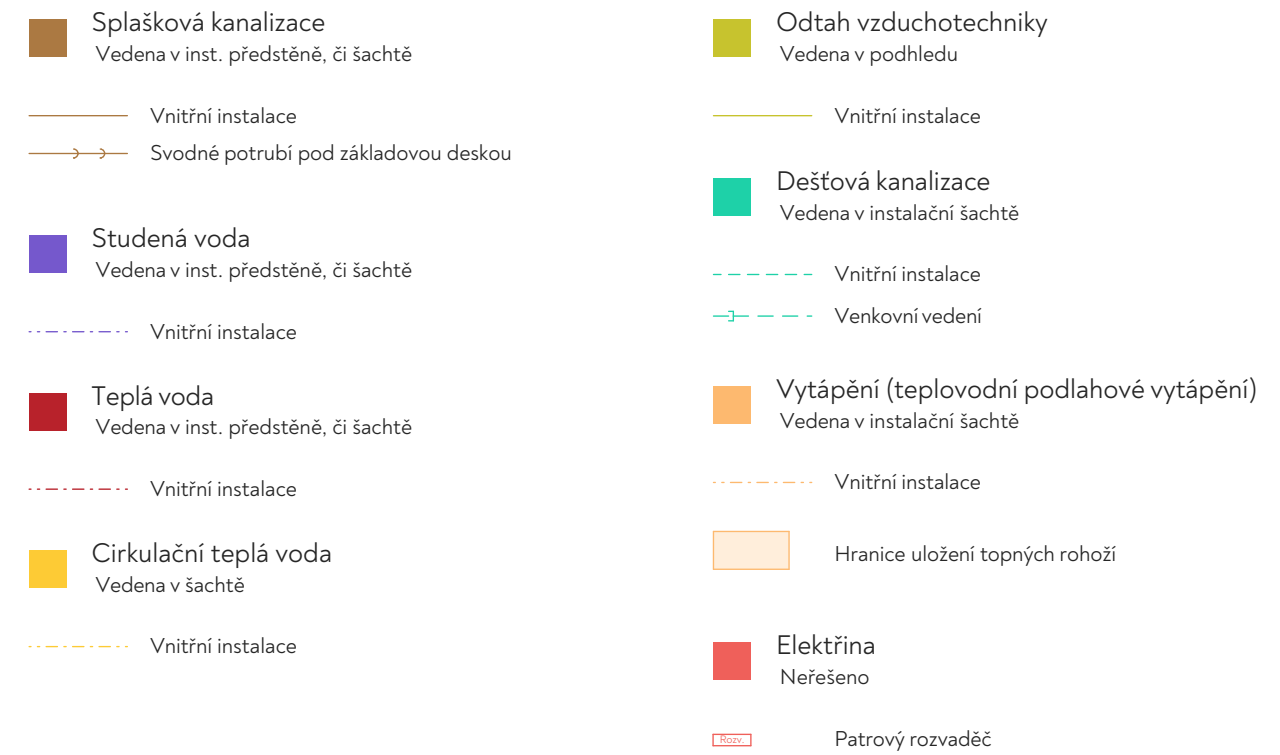 Splašková kanalizace
Vedena v inst. předstěně, či šachtě
Vnitřní instalace
Svodné potrubí pod základovou deskou
Studená voda
Vedena v inst. předstěně, či šachtě
Vnitřní instalace
Teplá voda
Vedena v inst. předstěně, či šachtě
Vnitřní instalace
Cirkulační teplá voda
Vedena v šachtě
Vnitřní instalace
Odtah vzduchotechniky
Vedena v podhledu
Vnitřní instalace
Dešťová kanalizace
Vedena v instalační šachtě
Vnitřní instalace
Venkovní vedení
Vytápění (teplovodní podlahové vytápění)
Vedena v instalační šachtě
Vnitřní instalace
Hranice uložení topných rohoží
Elektřina
Neřešeno
Rozv.
Patrový rozvaděč